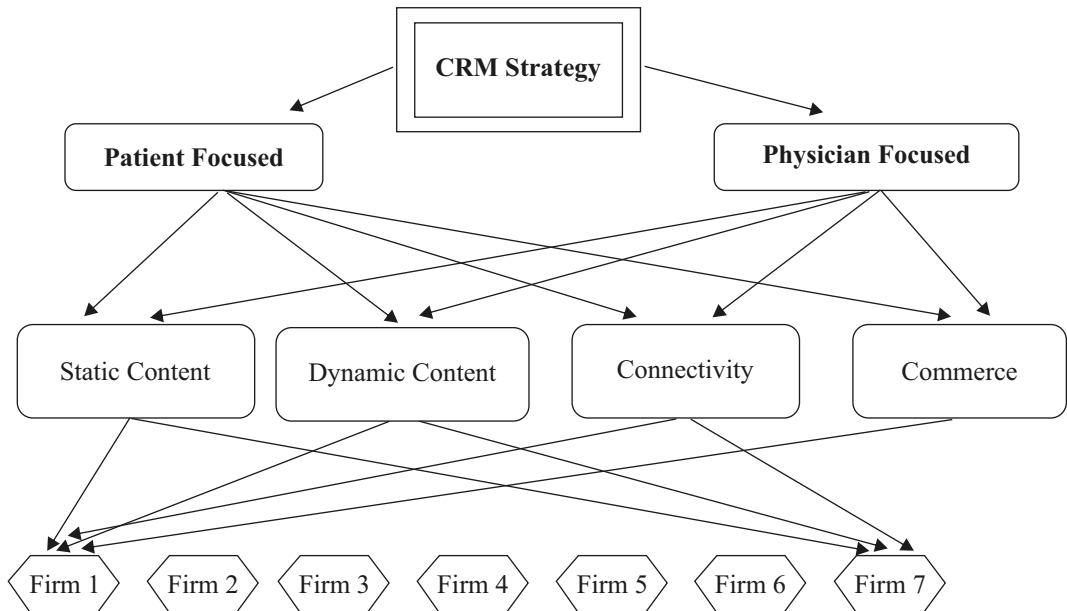 CRM Strategy
Patient Focused
Physician Focused
Static Content
Dynamic Content
Connectivity
Commerce
Firm 1
Firm 2
Firm 3
Firm 4
Firm 5
Firm 6
Firm 7